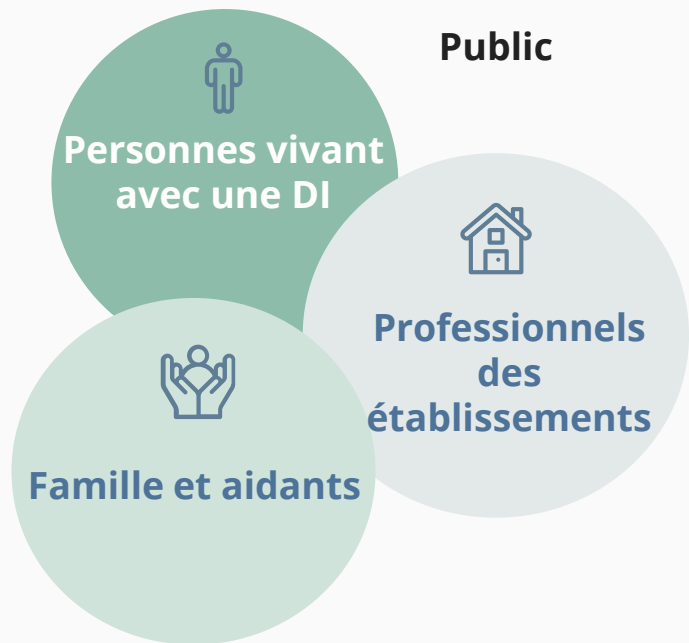 Public
Personnes vivant
avec une DI
Professionnels
des
établissements
Famille et aidants